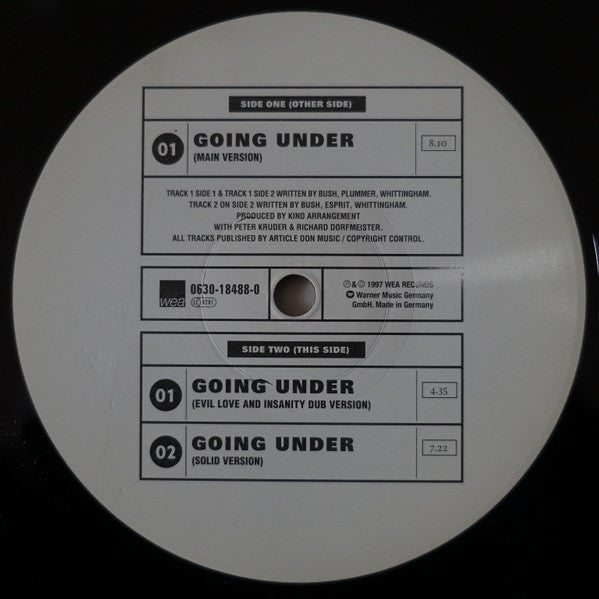 SIDE ONE (OTHER SIDE)
01 GOING UNDER 8.10
(MAIN VERSION)
TRACK 1 SIDE 1 & TRACK 1 SIDE 2 WRITTEN BY BUSH, PLUMMER, WHITTINGHAM.
TRACK 2 ON SIDE 2 WRITTEN BY BUSH, ESPRIT, WHITTINGHAM.
PRODUCED BY KIND ARRANGEMENT
WITH PETER KRUDER & RICHARD DORFMEISTER.
ALL TRACKS PUBLISHED BY ARTICLE DON MUSIC / COPYRIGHT CONTROL.
wea 0630-18488-0
LC 4281
℗ & © 1997 WEA RECORDS
Warner Music Germany
GmbH. Made in Germany
SIDE TWO (THIS SIDE)
01 GOING UNDER 4.35
(EVIL LOVE AND INSANITY DUB VERSION)
02 GOING UNDER 7.22
(SOLID VERSION)